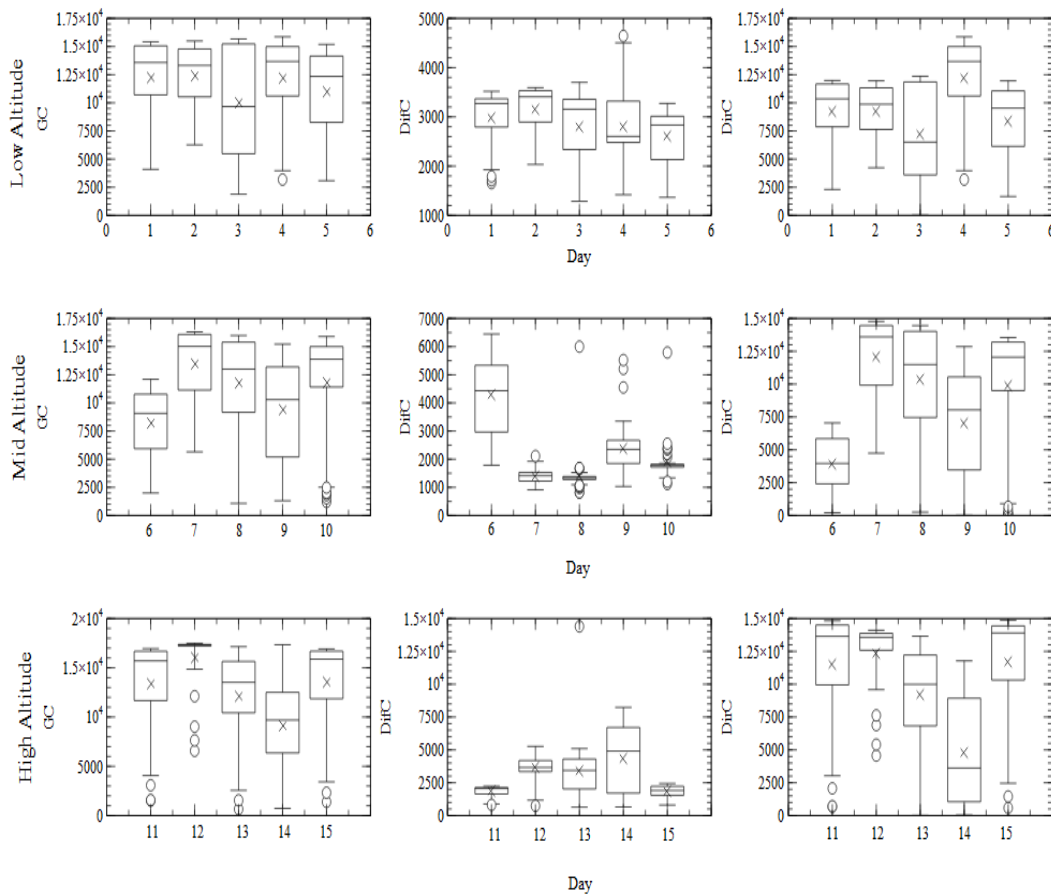 Low Altitude
GC
1.75×10⁴
1.5×10⁴
1.25×10⁴
10⁴
7500
5000
2500
0
0 1 2 3 4 5 6
DifC
5000
4000
3000
2000
1000
0 1 2 3 4 5 6
Day
DirC
1.75×10⁴
1.5×10⁴
1.25×10⁴
10⁴
7500
5000
2500
0
0 1 2 3 4 5 6
Mid Altitude
GC
1.75×10⁴
1.5×10⁴
1.25×10⁴
10⁴
7500
5000
2500
0
6 7 8 9 10
DifC
7000
6000
5000
4000
3000
2000
1000
0
6 7 8 9 10
Day
DirC
1.5×10⁴
1.25×10⁴
10⁴
7500
5000
2500
0
6 7 8 9 10
High Altitude
GC
2×10⁴
1.5×10⁴
10⁴
5000
0
11 12 13 14 15
DifC
1.5×10⁴
1.25×10⁴
10⁴
7500
5000
2500
0
11 12 13 14 15
Day
DirC
1.5×10⁴
1.25×10⁴
10⁴
7500
5000
2500
0
11 12 13 14 15